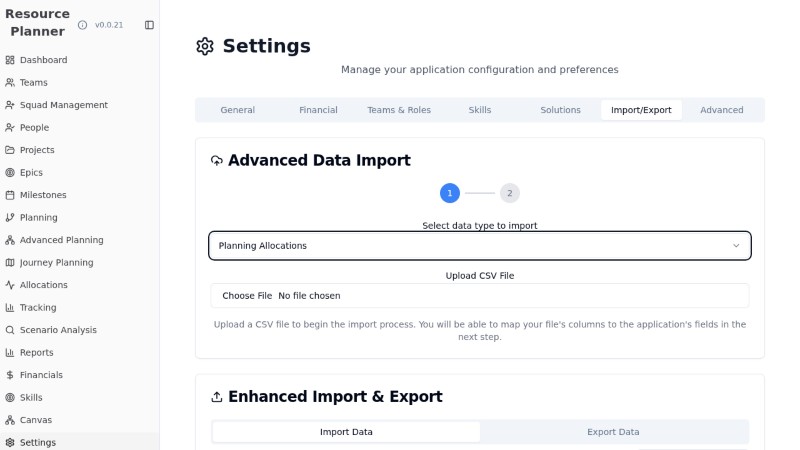 Resource
Planner
v0.0.21
Dashboard
Teams
Squad Management
People
Projects
Epics
Milestones
Planning
Advanced Planning
Journey Planning
Allocations
Tracking
Scenario Analysis
Reports
Financials
Skills
Canvas
Settings
Settings
Manage your application configuration and preferences
General Financial Teams & Roles Skills Solutions Import/Export Advanced
Advanced Data Import
1 2
Select data type to import
Planning Allocations
Upload CSV File
Choose File No file chosen
Upload a CSV file to begin the import process. You will be able to map your file's columns to the application's fields in the
next step.
Enhanced Import & Export
Import Data Export Data